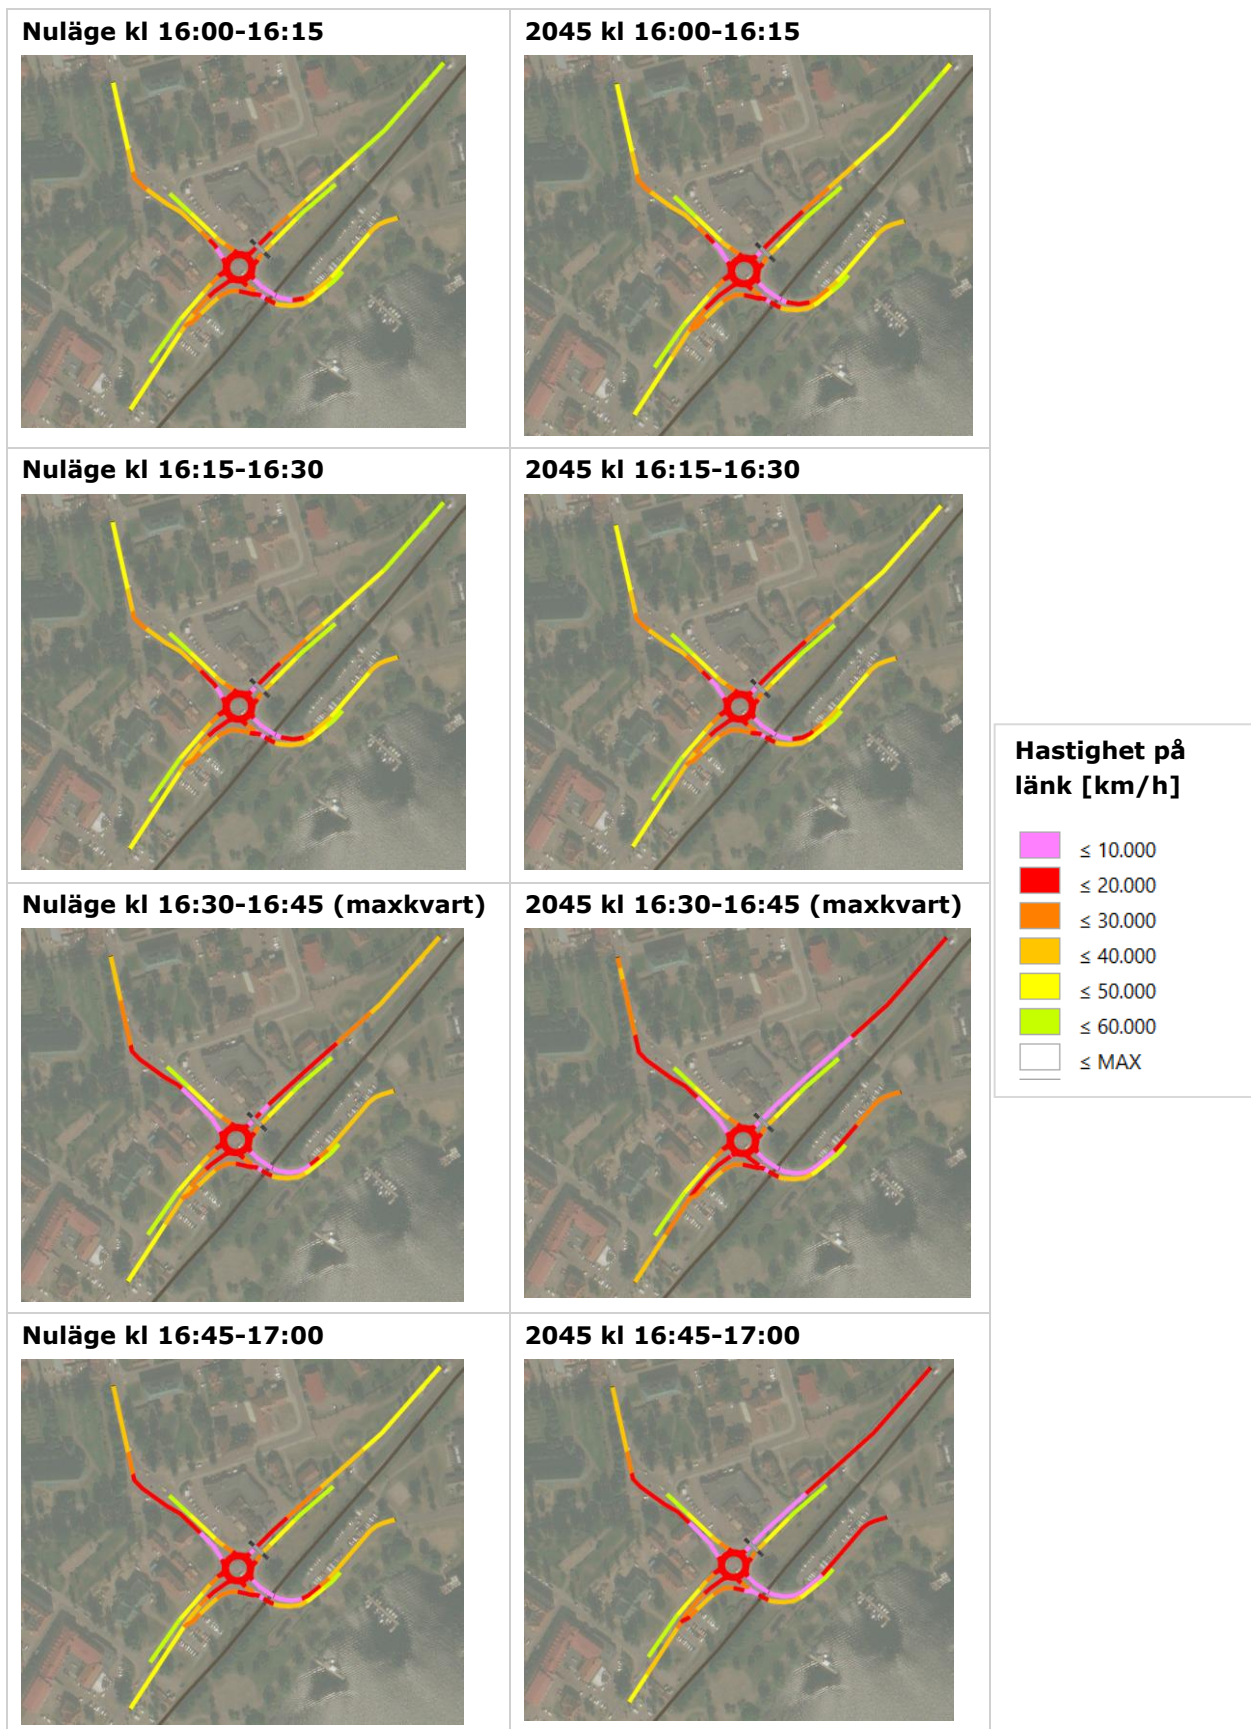 Nuläge kl 16:00-16:15
2045 kl 16:00-16:15
Nuläge kl 16:15-16:30
2045 kl 16:15-16:30
Nuläge kl 16:30-16:45 (maxkvart)
2045 kl 16:30-16:45 (maxkvart)
Nuläge kl 16:45-17:00
2045 kl 16:45-17:00
Hastighet på
länk [km/h]
≤ 10.000
≤ 20.000
≤ 30.000
≤ 40.000
≤ 50.000
≤ 60.000
≤ MAX